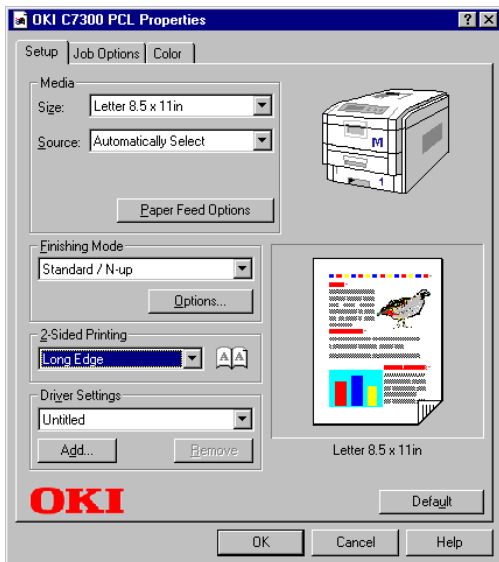 OKI C7300 PCL Properties
Setup
Job Options
Color
Media
Size:
Letter 8.5 x 11in
Source:
Automatically Select
Paper Feed Options
M
1
Finishing Mode
Standard / N-up
Options...
2-Sided Printing
Long Edge
A A
Driver Settings
Untitled
Add...
Remove
Letter 8.5 x 11in
OKI
Default
OK
Cancel
Help